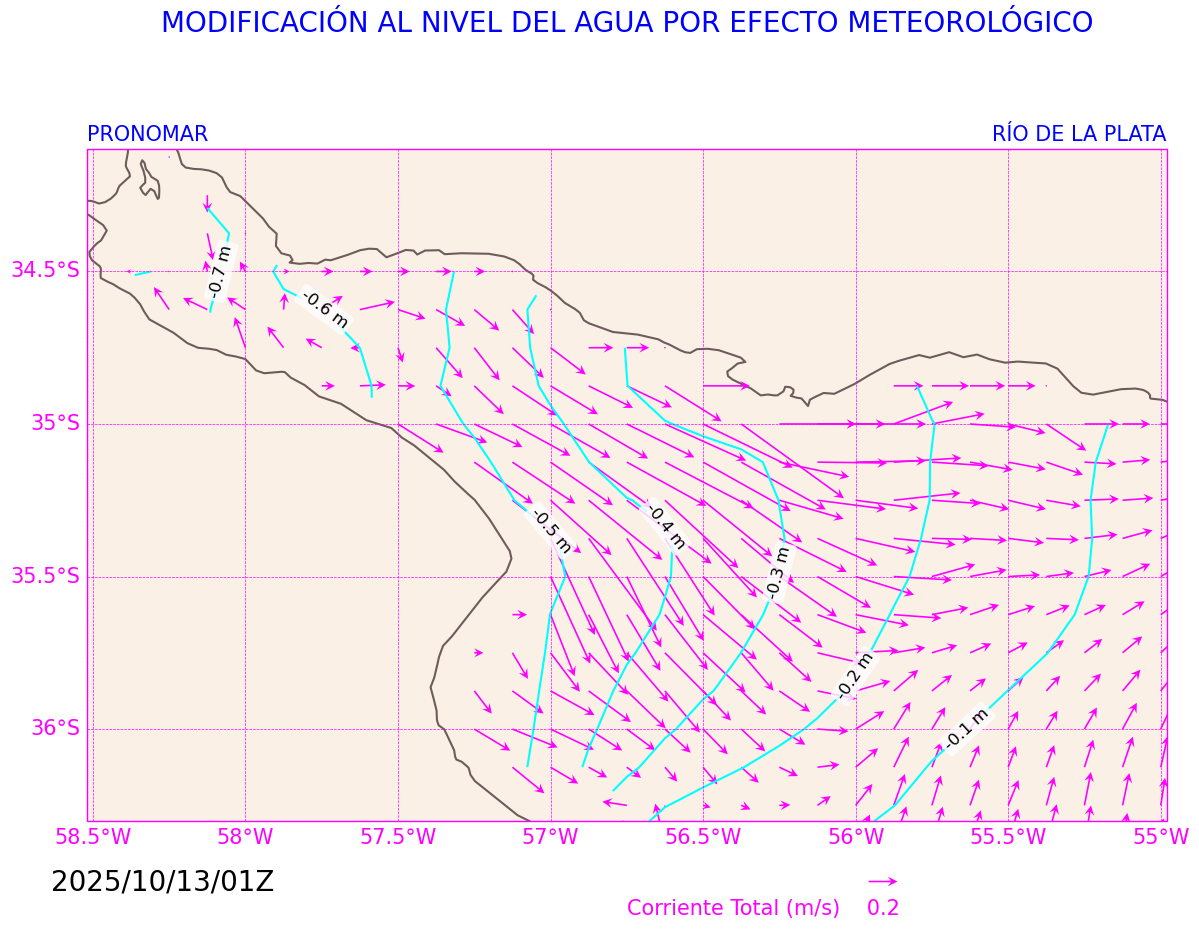 MODIFICACIÓN AL NIVEL DEL AGUA POR EFECTO METEOROLÓGICO
PRONOMAR
RÍO DE LA PLATA
-0.7 m
34.5°S
-0.6 m
35°S
-0.5 m
-0.4 m
-0.3 m
35.5°S
-0.2 m
36°S
-0.1 m
58.5°W
58°W
57.5°W
57°W
56.5°W
56°W
55.5°W
55°W
2025/10/13/01Z
Corriente Total (m/s)
0.2